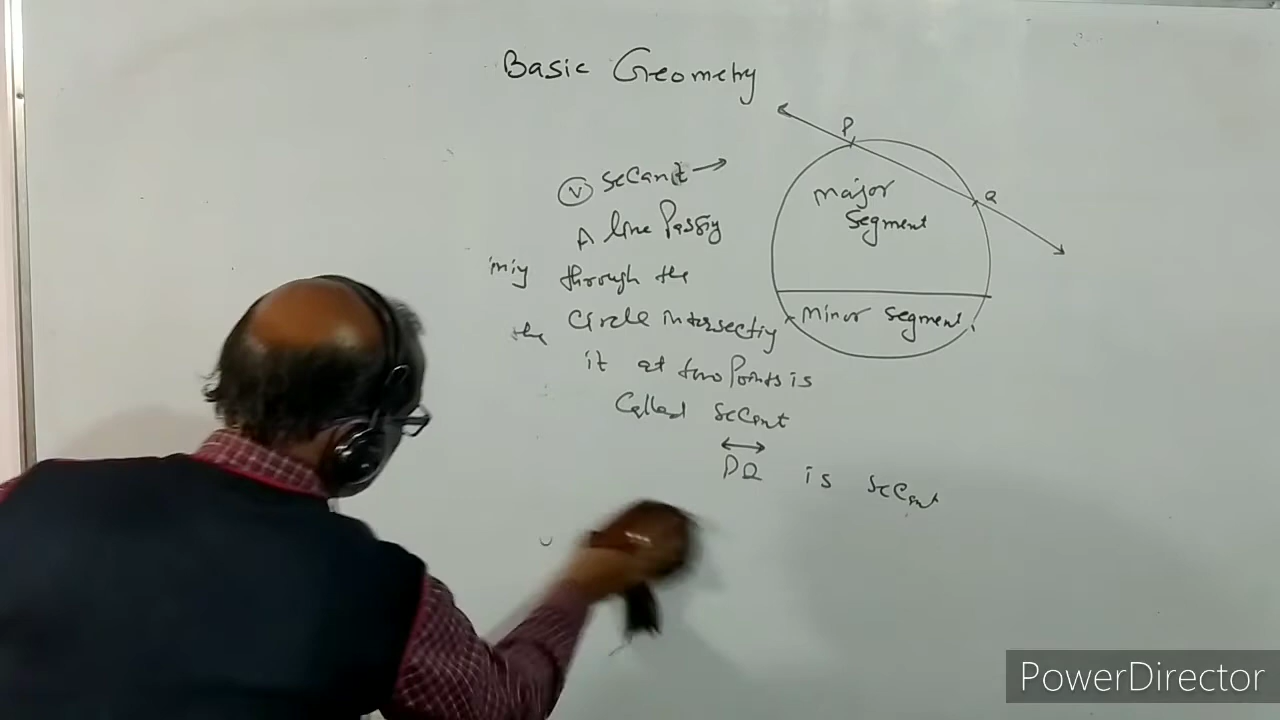 Basic Geometry
P
Q
Major
Segment
Minor Segment
V Secant →
A line Passing
through the
Circle intersecting
it at two Points is
Called Secant
PQ is Secant
the
PowerDirector